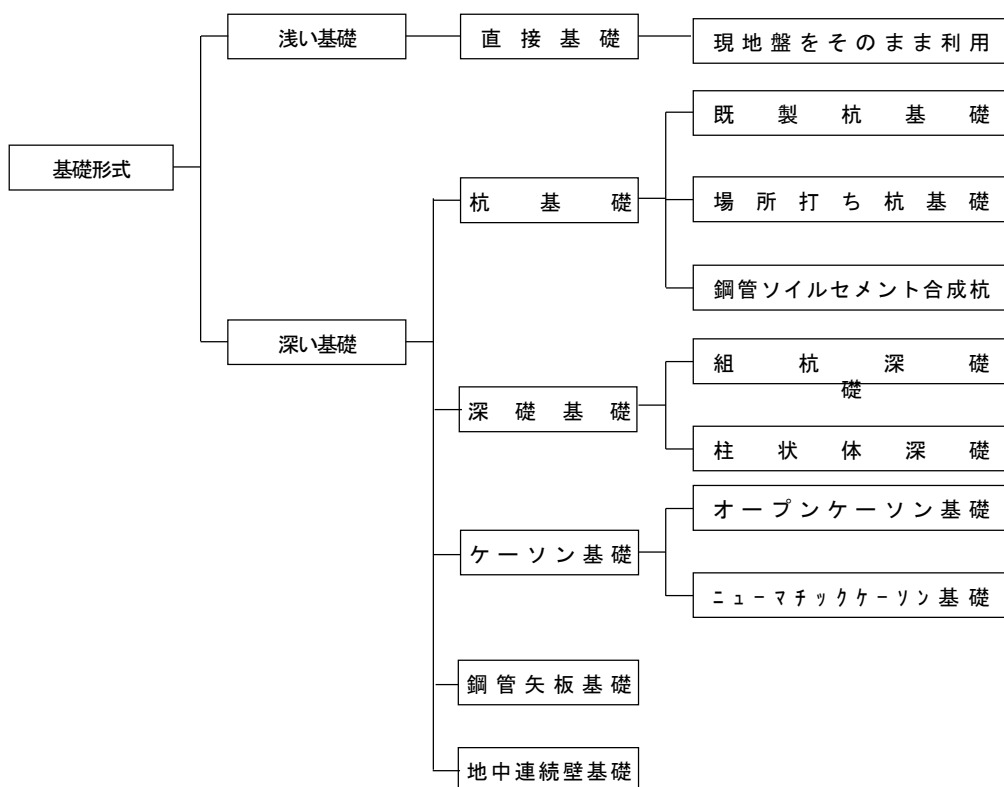 浅い基礎
直接基礎
現地盤をそのまま利用
既製杭基礎
基礎形式
杭基礎
場所打ち杭基礎
鋼管ソイルセメント合成杭
深い基礎
組杭深礎
礎
深礎基礎
柱状体深礎
オープンケーソン基礎
ケーソン基礎
ニューマチックケーソン基礎
鋼管矢板基礎
地中連続壁基礎